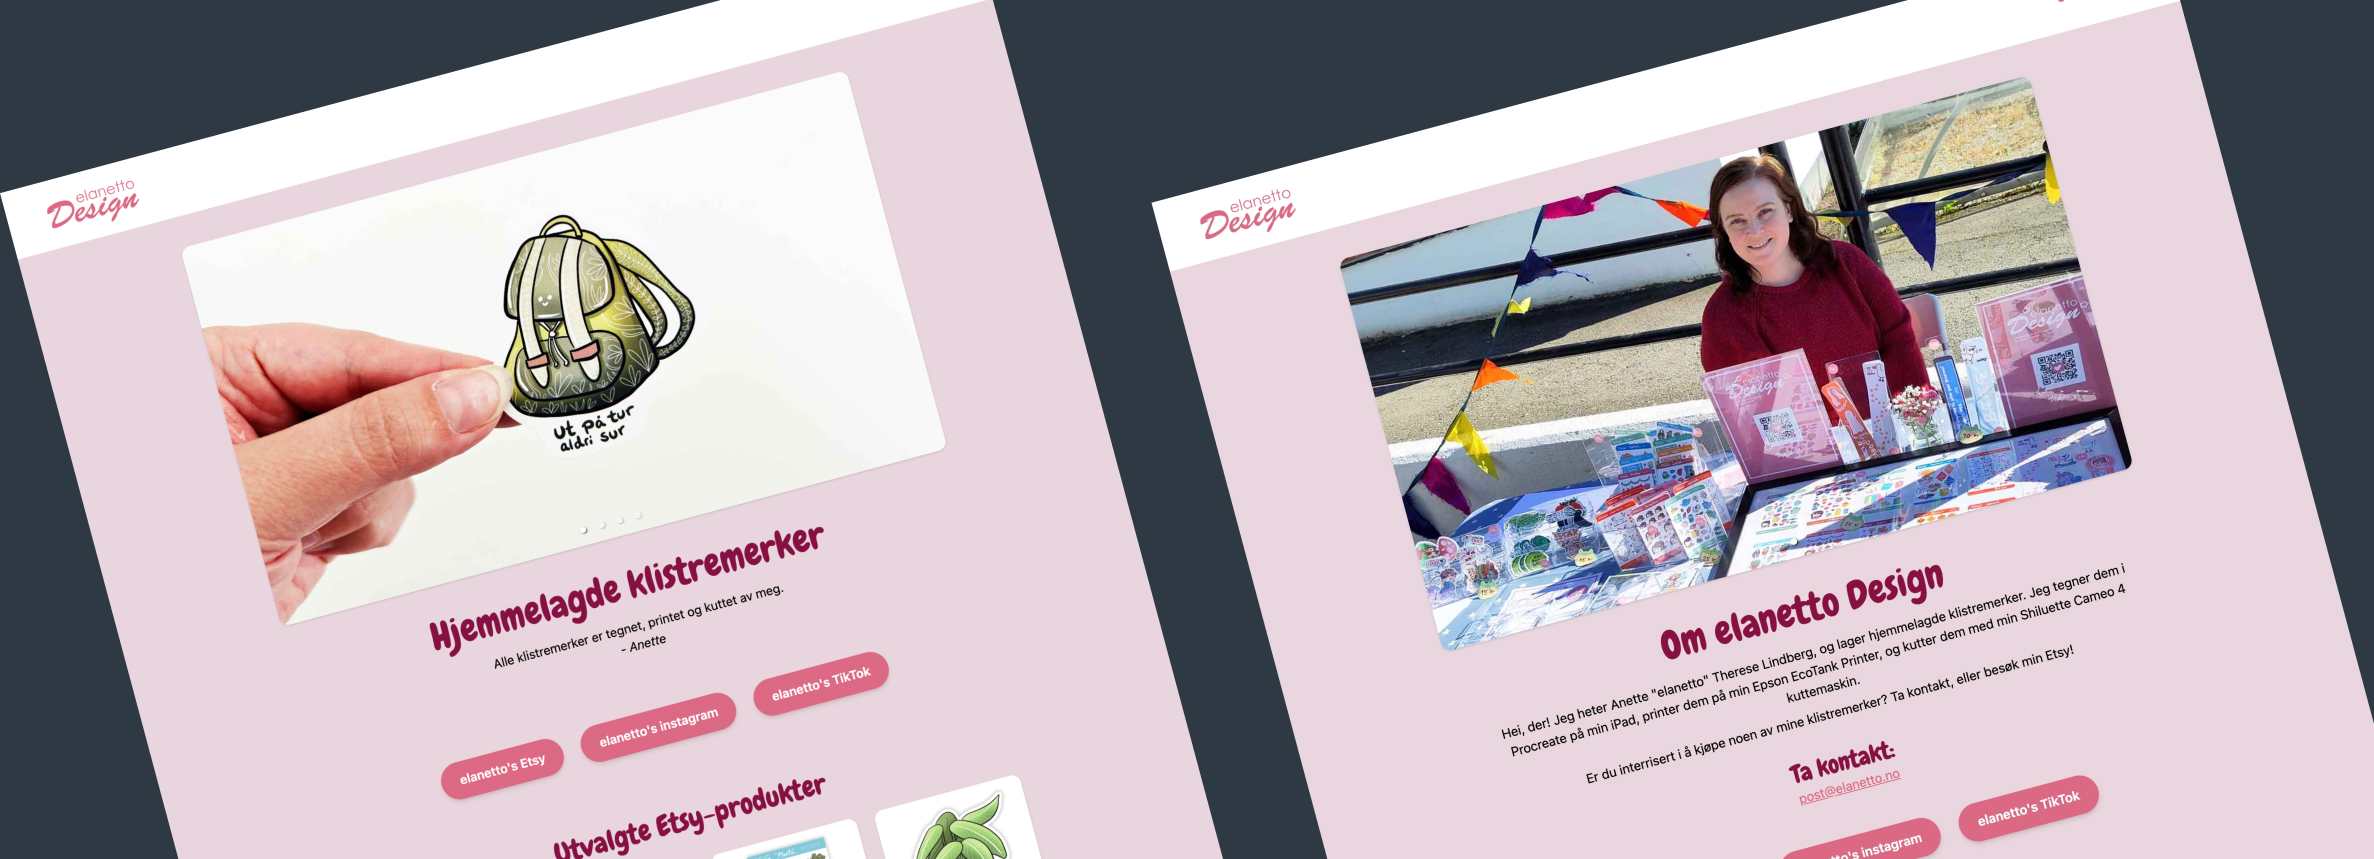 elanetto
Design
ut på tur
aldri sur
Hjemmelagde klistremerker
Alle klistremerker er tegnet, printet og kuttet av meg.
- Anette
elanetto's Etsy
elanetto's instagram
elanetto's TikTok
Utvalgte Etsy-produkter
elanetto
Design
Design
Design
Om elanetto Design
Hei, der! Jeg heter Anette "elanetto" Therese Lindberg, og lager hjemmelagde klistremerker. Jeg tegner dem i
Procreate på min iPad, printer dem på min Epson EcoTank Printer, og kutter dem med min Shiluette Cameo 4
kuttemaskin.
Er du interrisert i å kjøpe noen av mine klistremerker? Ta kontakt, eller besøk min Etsy!
Ta kontakt:
post@elanetto.no
instagram
elanetto's TikTok